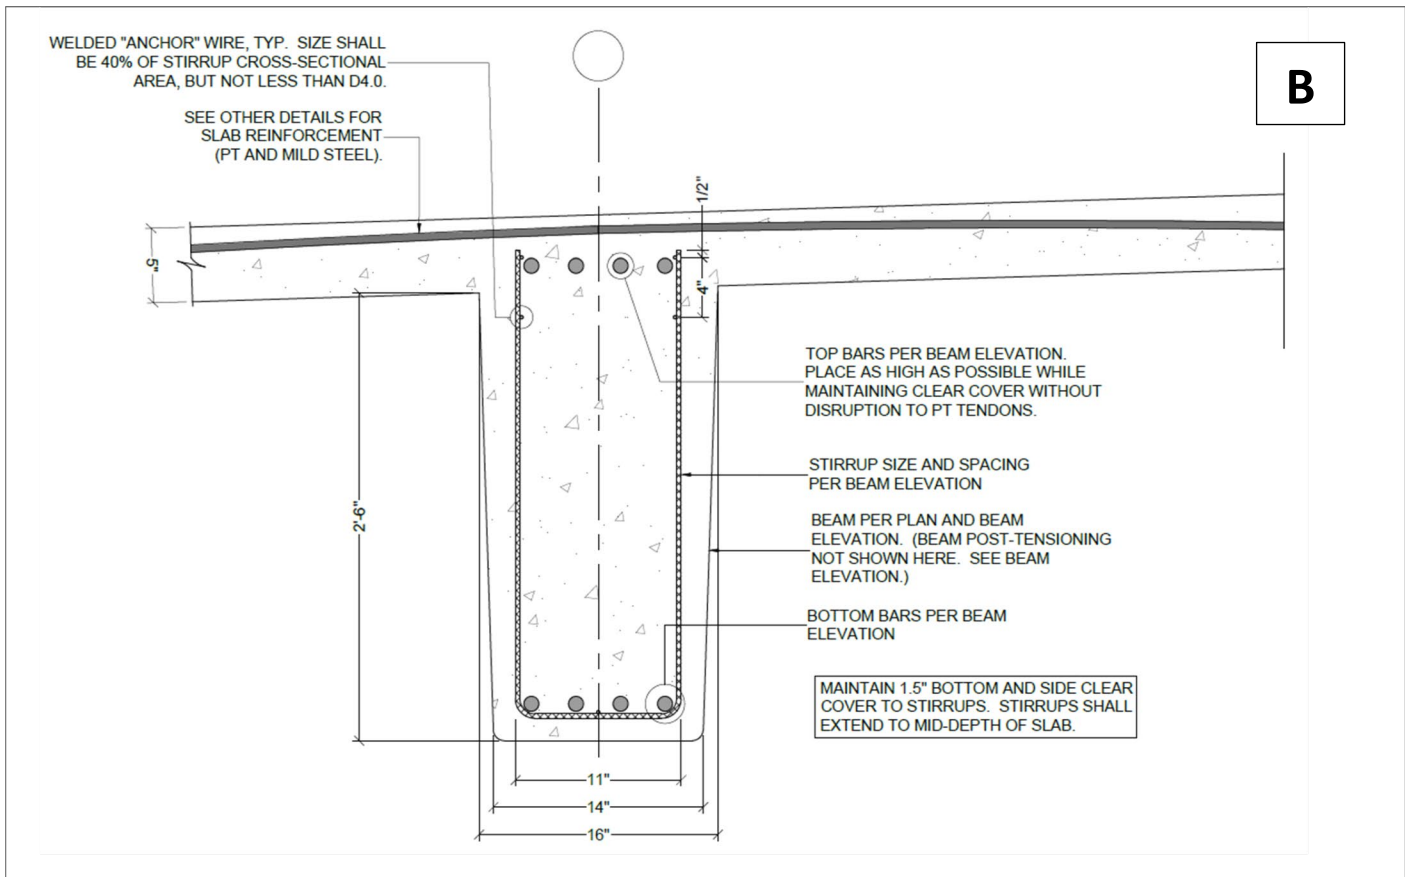 WELDED "ANCHOR" WIRE, TYP. SIZE SHALL
BE 40% OF STIRRUP CROSS-SECTIONAL
AREA, BUT NOT LESS THAN D4.0.
SEE OTHER DETAILS FOR
SLAB REINFORCEMENT
(PT AND MILD STEEL).
B
1/2"
5"
4"
2'-6"
TOP BARS PER BEAM ELEVATION.
PLACE AS HIGH AS POSSIBLE WHILE
MAINTAINING CLEAR COVER WITHOUT
DISRUPTION TO PT TENDONS.
STIRRUP SIZE AND SPACING
PER BEAM ELEVATION
BEAM PER PLAN AND BEAM
ELEVATION. (BEAM POST-TENSIONING
NOT SHOWN HERE. SEE BEAM
ELEVATION.)
BOTTOM BARS PER BEAM
ELEVATION
MAINTAIN 1.5" BOTTOM AND SIDE CLEAR
COVER TO STIRRUPS. STIRRUPS SHALL
EXTEND TO MID-DEPTH OF SLAB.
11"
14"
16"